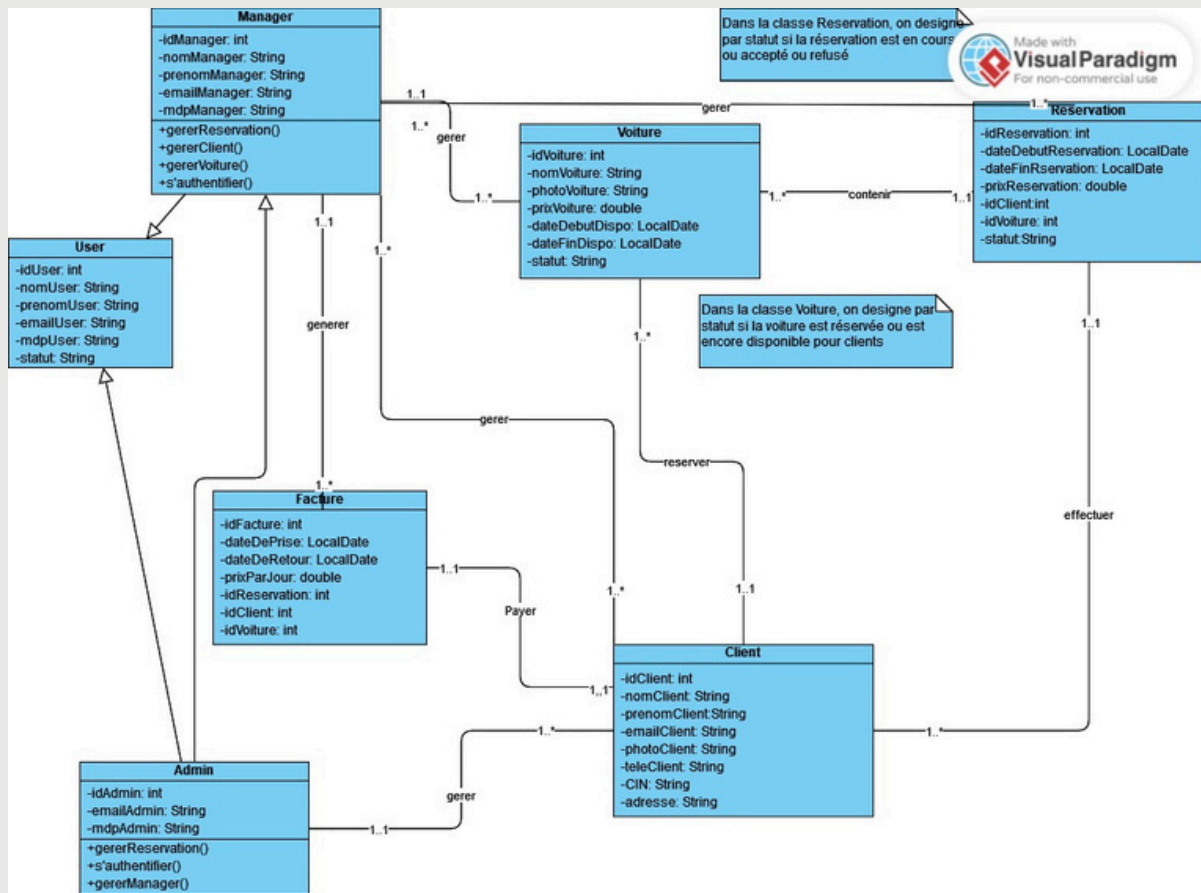 Manager
-idManager: int
-nomManager: String
-prenomManager: String
-emailManager: String
-mdpManager: String
+gererReservation()
+gererClient()
+gererVoiture()
+s'authentifier()
Dans la classe Reservation, on designe
par statut si la réservation est en cours
ou accepté ou refusé
Made with
Visual Paradigm
For non-commercial use
1..1
gerer
1..*
1..*
gerer
1..*
Voiture
-idVoiture: int
-nomVoiture: String
-photoVoiture: String
-prixVoiture: double
-dateDebutDispo: LocalDate
-dateFinDispo: LocalDate
-statut: String
1..*
contenir
1..1
Reservation
-idReservation: int
-dateDebutReservation: LocalDate
-dateFinRservation: LocalDate
-prixReservation: double
-idClient:int
-idVoiture: int
-statut:String
User
-idUser: int
-nomUser: String
-prenomUser: String
-emailUser: String
-mdpUser: String
-statut: String
1..1
generer
1..*
1..*
gerer
1..*
Dans la classe Voiture, on designe par
statut si la voiture est réservée ou est
encore disponible pour clients
1..*
reserver
1..1
1..1
effectuer
1..*
Facture
-idFacture: int
-dateDePrise: LocalDate
-dateDeRetour: LocalDate
-prixParJour: double
-idReservation: int
-idClient: int
-idVoiture: int
1..1
Payer
1..1
Client
-idClient: int
-nomClient: String
-prenomClient:String
-emailClient: String
-photoClient: String
-teleClient: String
-CIN: String
-adresse: String
1..*
gerer
1..1
Admin
-idAdmin: int
-emailAdmin: String
-mdpAdmin: String
+gererReservation()
+s'authentifier()
+gererManager()